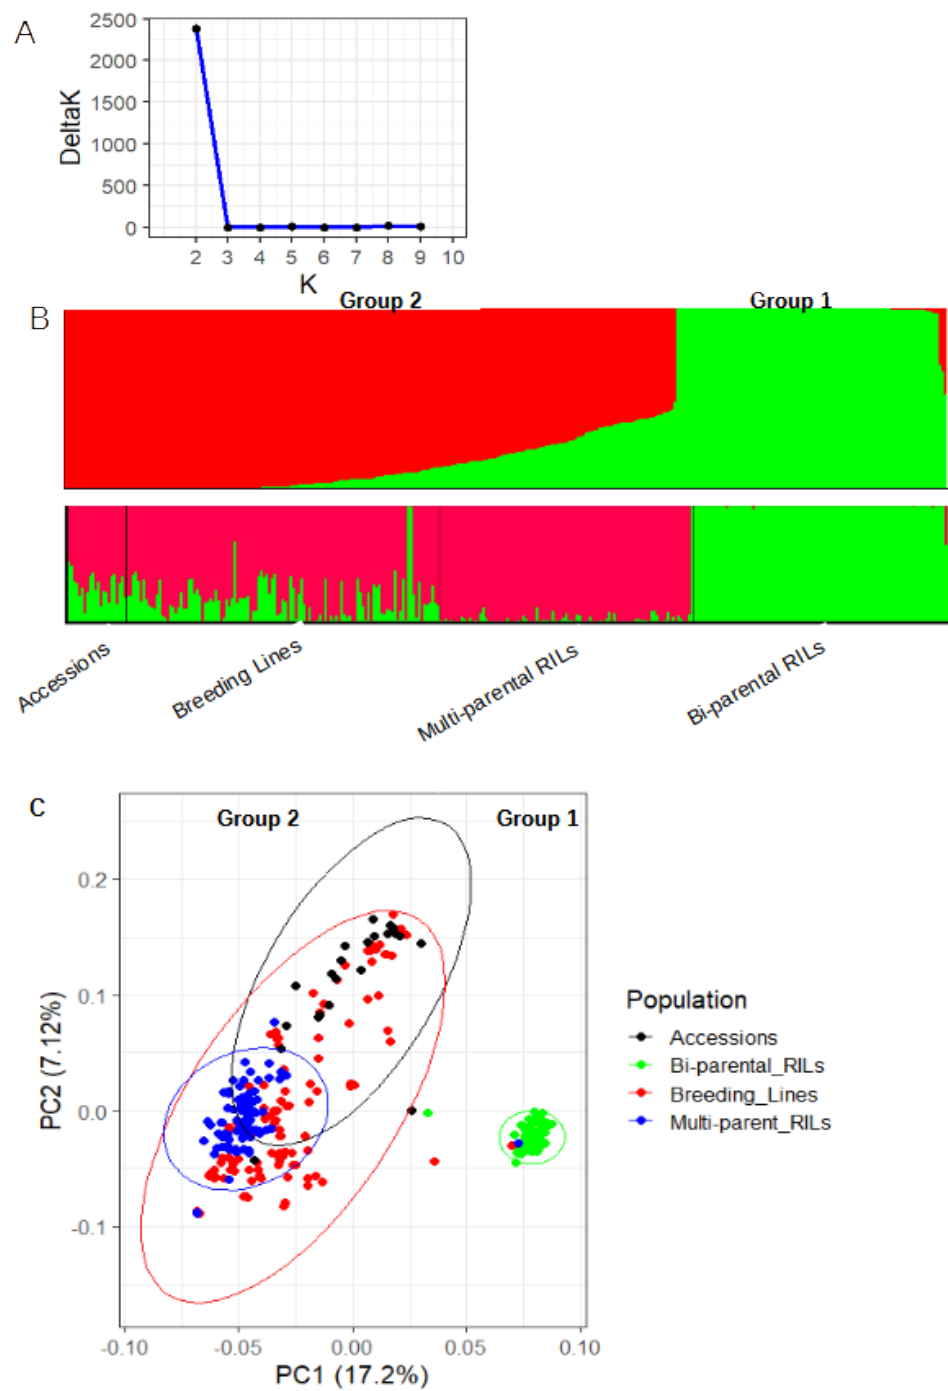 A
2500
2000
1500
1000
500
0
DeltaK
2 3 4 5 6 7 8 9 10
K
B
Group 2 Group 1
Accessions
Breeding Lines
Multi-parental RILs
Bi-parental RILs
c
Group 2 Group 1
0.2
0.1
0.0
-0.1
PC2 (7.12%)
-0.10 -0.05 0.00 0.05 0.10
PC1 (17.2%)
Population
Accessions
Bi-parental_RILs
Breeding_Lines
Multi-parent_RILs